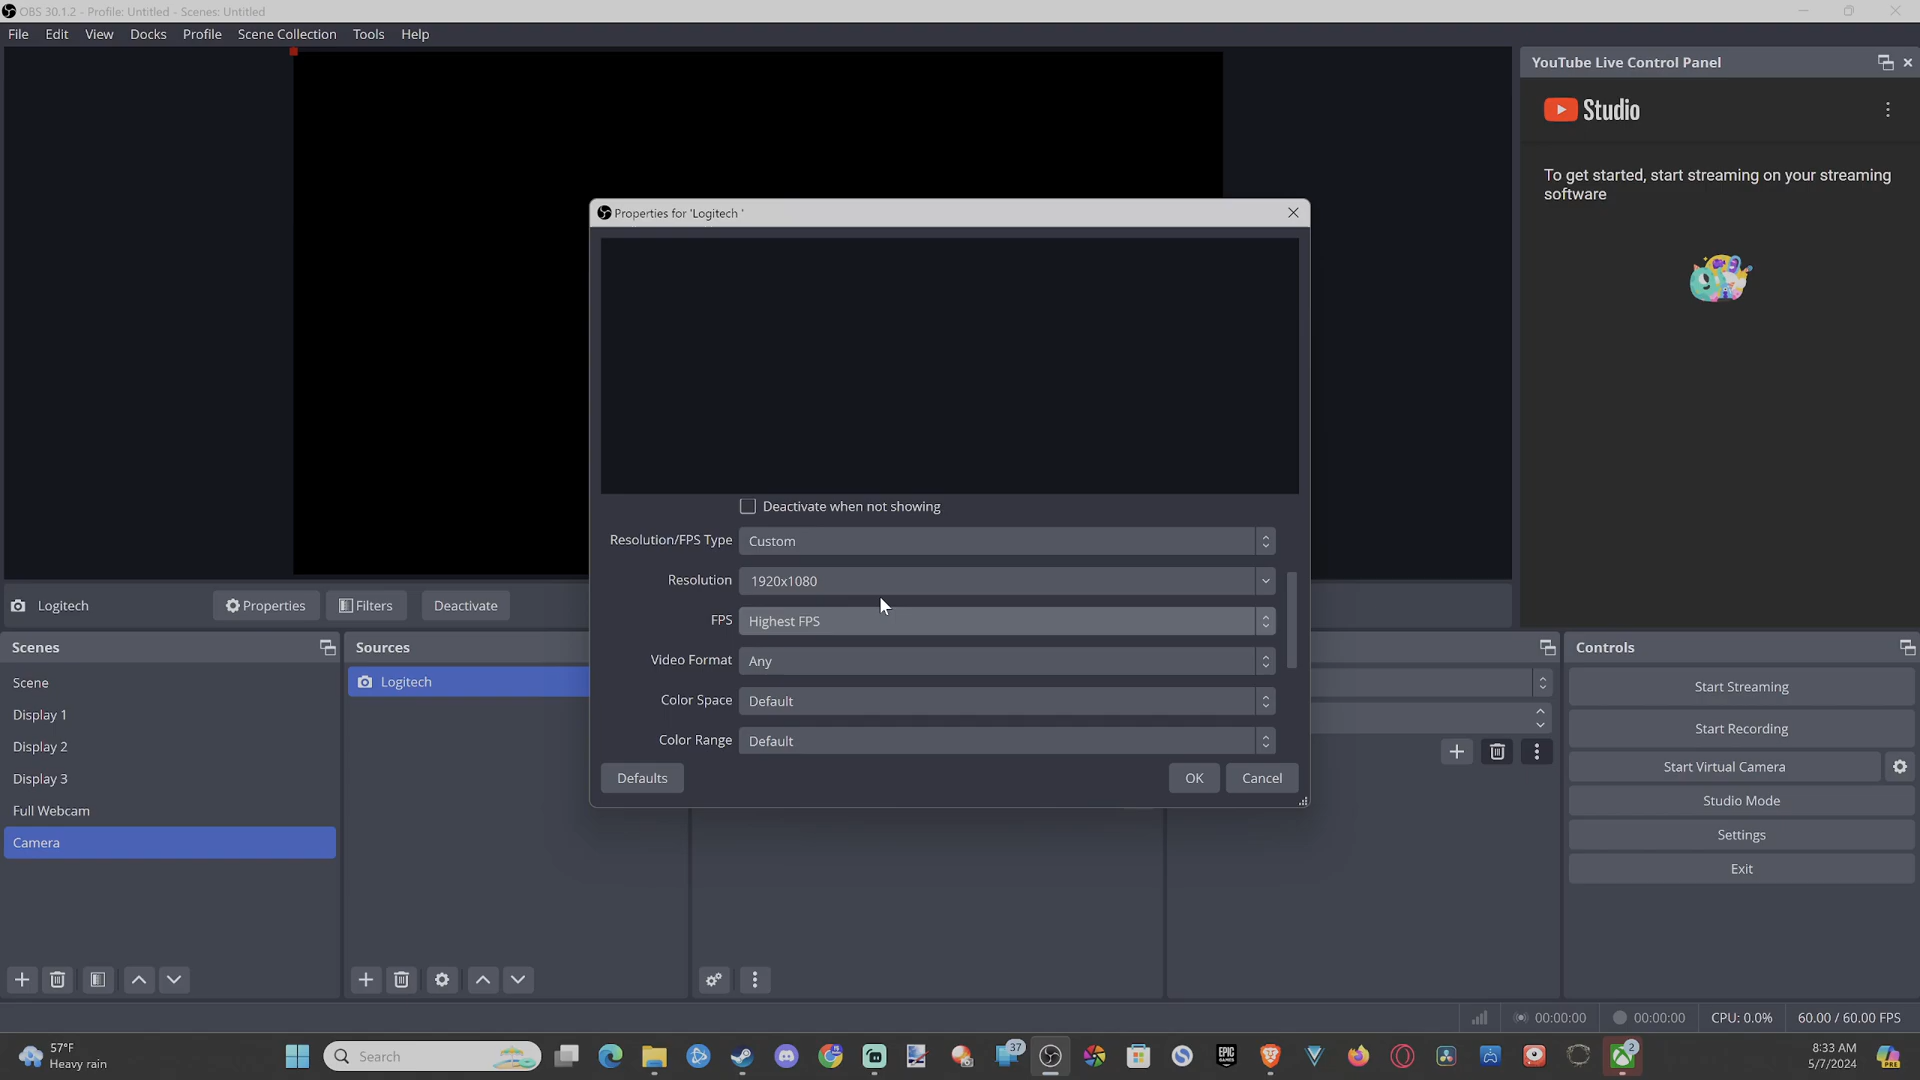 OBS 30.1.2 - Profile: Untitled - Scenes: Untitled
File Edit View Docks Profile Scene Collection Tools Help
YouTube Live Control Panel
Studio
To get started, start streaming on your streaming
software
Properties for 'Logitech '
Deactivate when not showing
Resolution/FPS Type Custom
Resolution 1920x1080
FPS Highest FPS
Video Format Any
Color Space Default
Color Range Default
Defaults OK Cancel
Logitech Properties Filters Deactivate
Scenes
Scene
Display 1
Display 2
Display 3
Full Webcam
Camera
Sources
Logitech
Controls
Start Streaming
Start Recording
Start Virtual Camera
Studio Mode
Settings
Exit
00:00:00 00:00:00 CPU: 0.0% 60.00 / 60.00 FPS
57°F
Heavy rain
Search
37
EPIC
GAMES
2
8:33 AM
5/7/2024
PRE